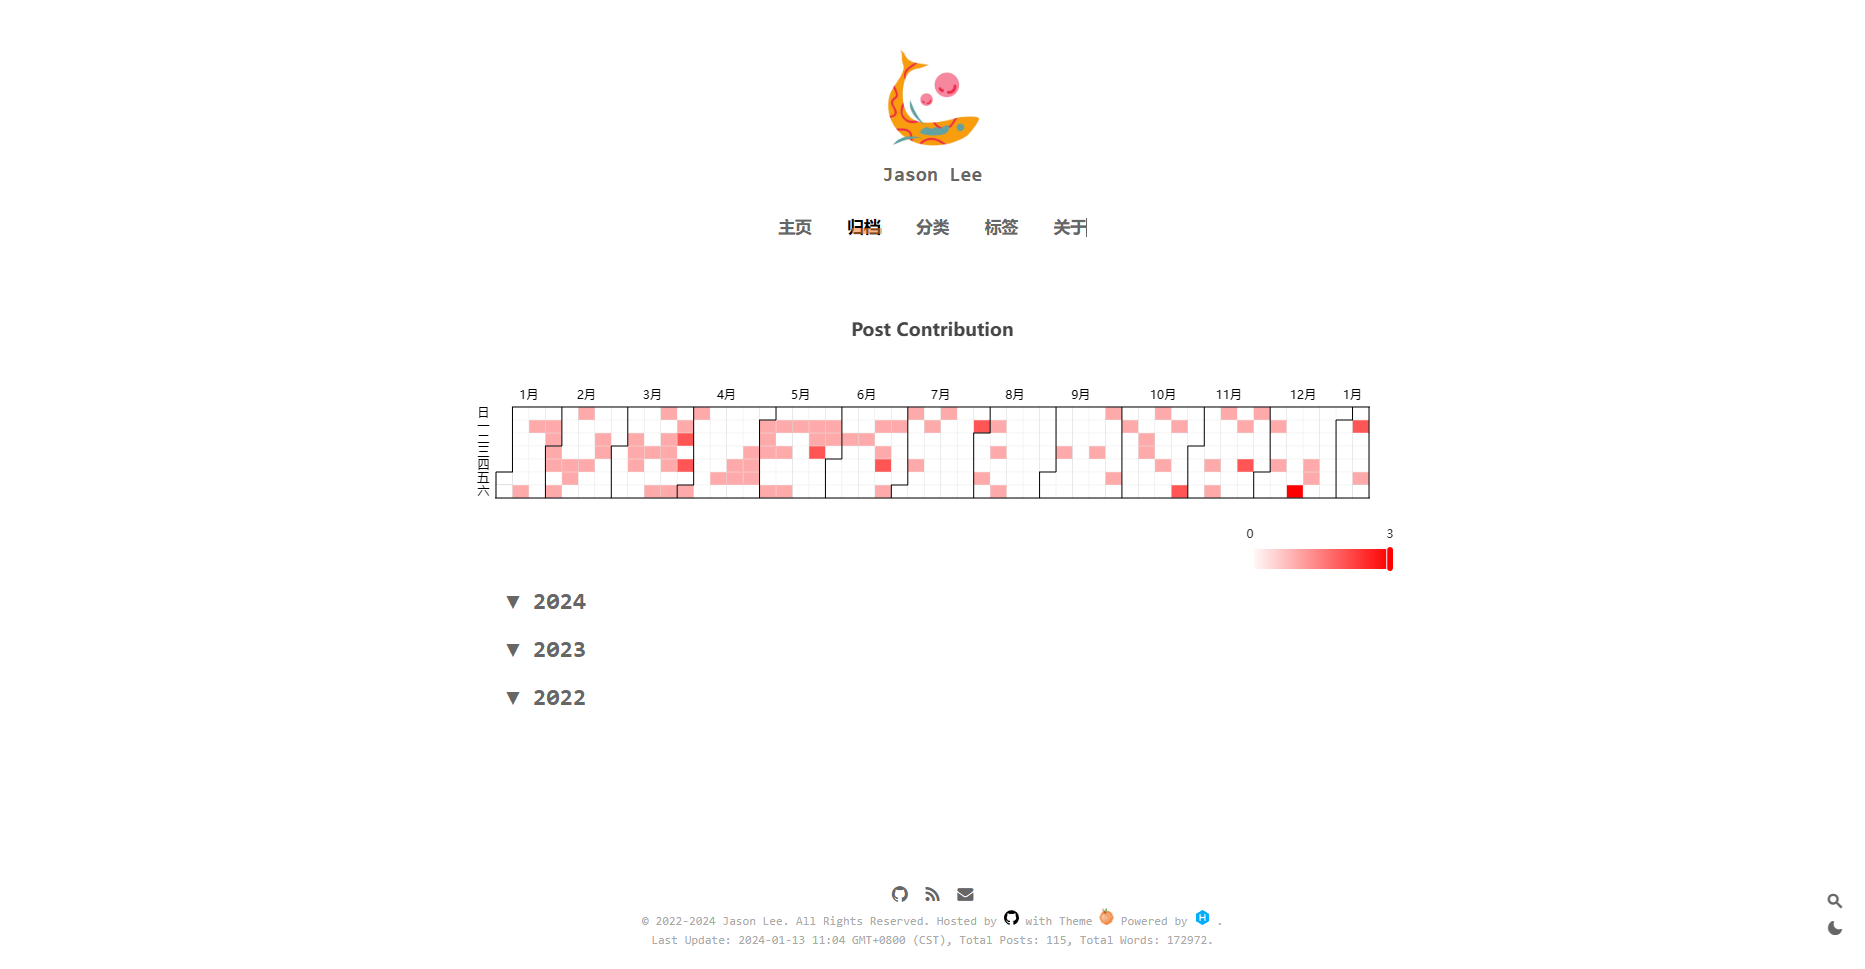 Jason Lee
主页 归档 分类 标签 关于
Post Contribution
1月 2月 3月 4月 5月 6月 7月 8月 9月 10月 11月 12月 1月
日
一
二
三
四
五
六
0 3
▼ 2024
▼ 2023
▼ 2022
© 2022-2024 Jason Lee. All Rights Reserved. Hosted by with Theme Powered by H .
Last Update: 2024-01-13 11:04 GMT+0800 (CST), Total Posts: 115, Total Words: 172972.